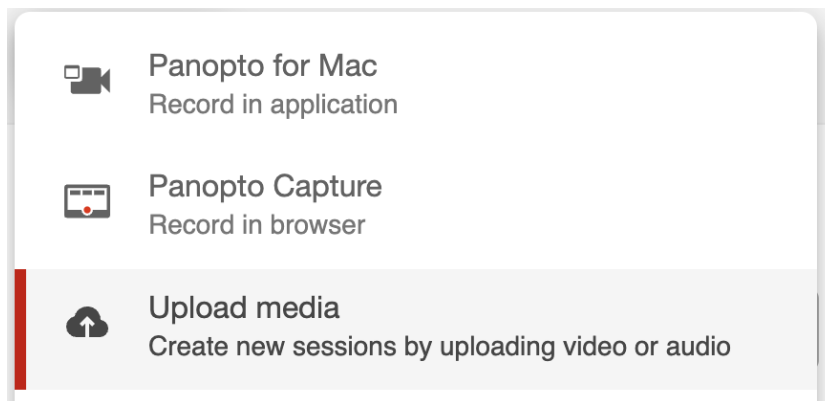 Panopto for Mac
Record in application
Panopto Capture
Record in browser
Upload media
Create new sessions by uploading video or audio